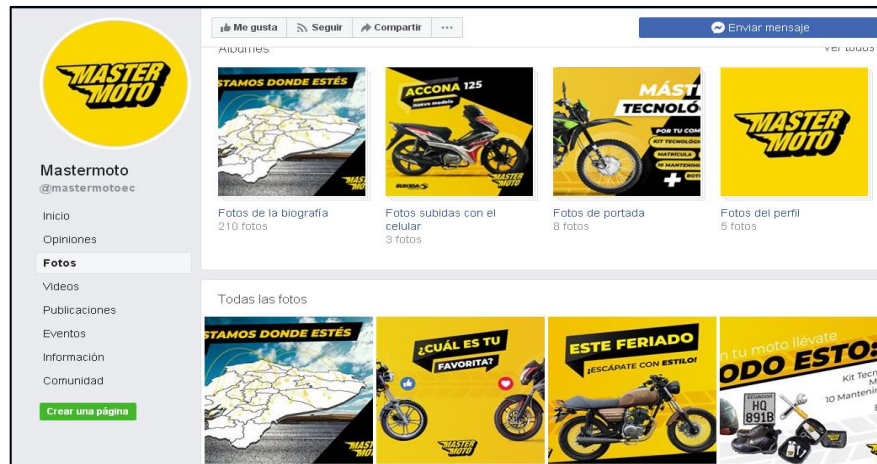 Me gusta
Seguir
Compartir
Enviar mensaje
MASTER
MOTO
Mastermoto
@mastermotoec
Inicio
Opiniones
Fotos
Videos
Publicaciones
Eventos
Información
Comunidad
Crear una página
Álbumes
Ver todos
STAMOS DONDE ESTÉS
ACCONA 125
nuevo modelo
SUKIDA
MASTER
MOTO
MÁST
TECNOLÓ
POR TU COM
KIT TECNOLÓGI
MATRÍCULA
10 MANTENIMI
+
MASTER
MOTO
Fotos de la biografía
210 fotos
Fotos subidas con el
celular
3 fotos
Fotos de portada
8 fotos
Fotos del perfil
5 fotos
Todas las fotos
STAMOS DONDE ESTÉS
¿CUÁL ES TU
FAVORITA?
MASTER
MOTO
ESTE FERIADO
¡ESCÁPATE CON ESTILO!
MASTER
MOTO
n tu moto llévate
ODO ESTO:
Kit Tecn
M
10 Manteni
ECUADOR
HQ
891B